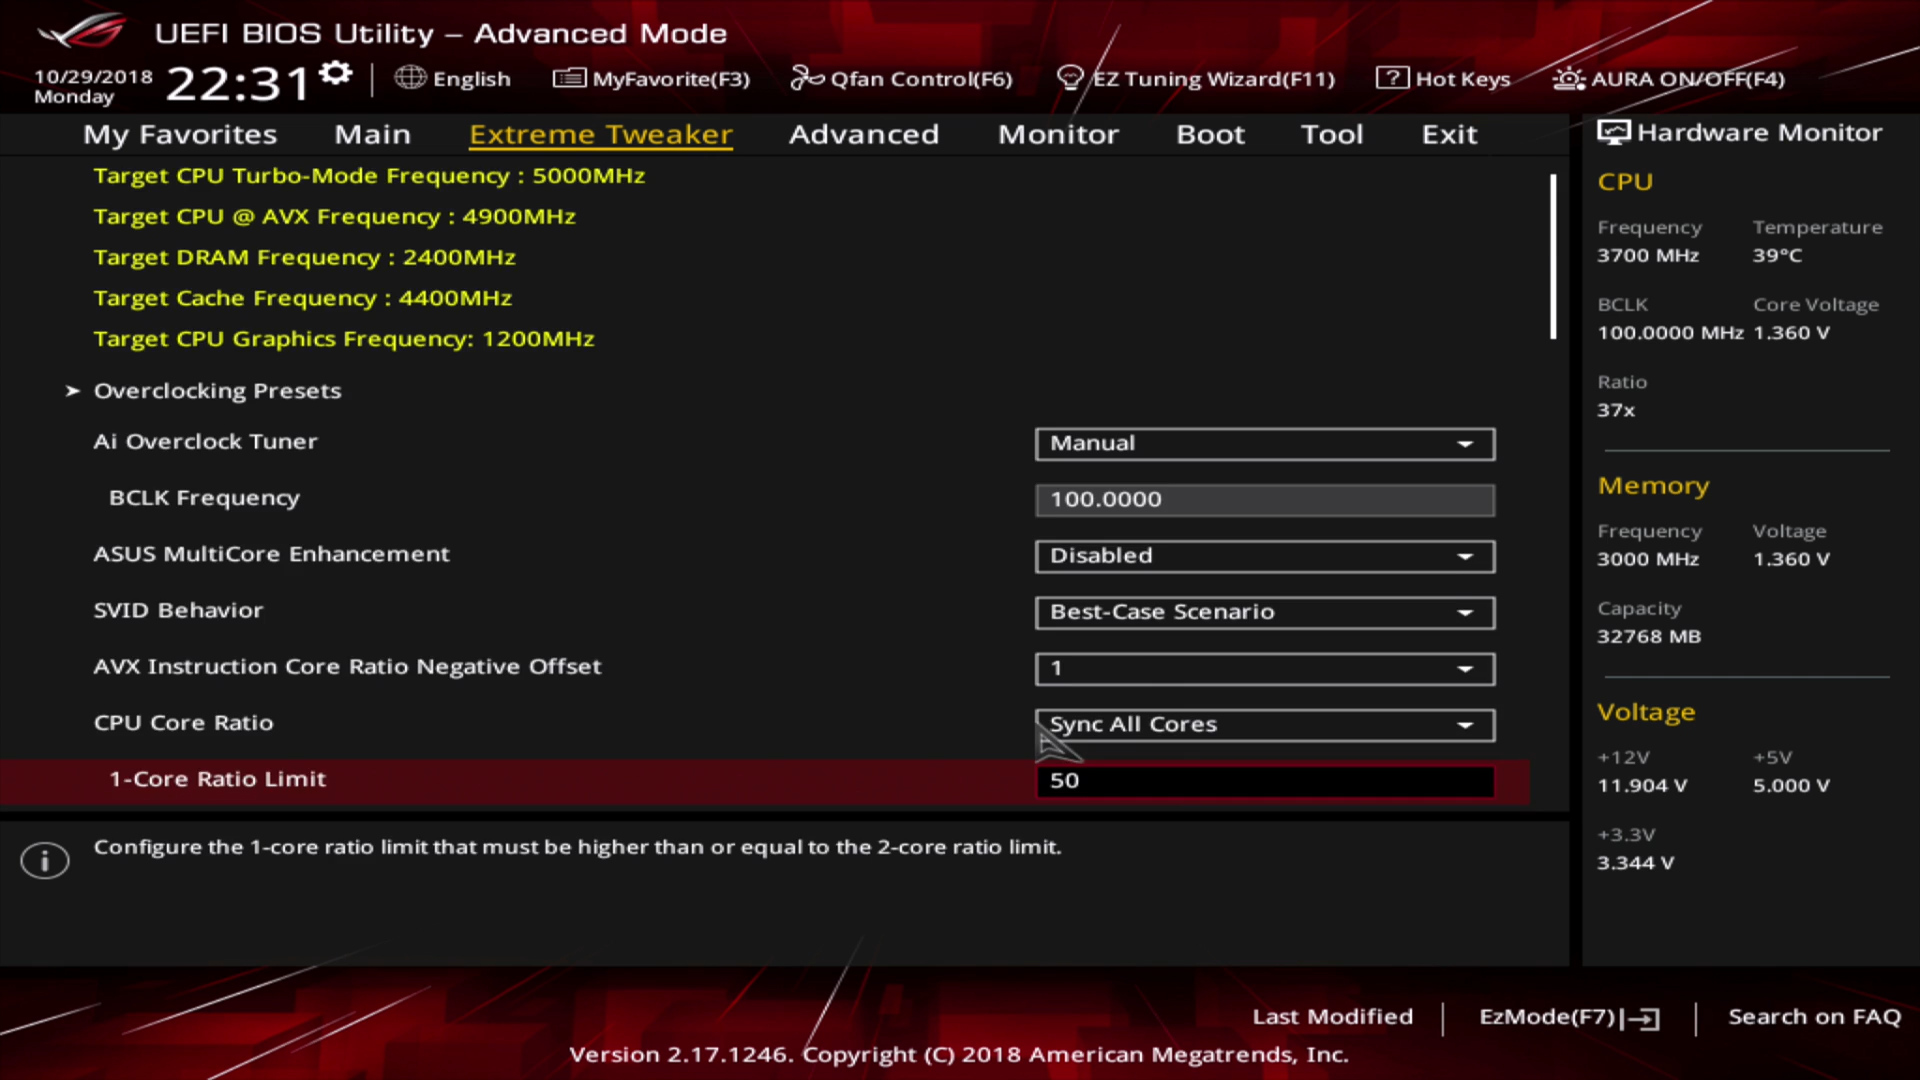 UEFI BIOS Utility – Advanced Mode
10/29/2018
Monday
22:31
English
MyFavorite(F3)
Qfan Control(F6)
EZ Tuning Wizard(F11)
? Hot Keys
AURA ON/OFF(F4)
My Favorites
Main
Extreme Tweaker
Advanced
Monitor
Boot
Tool
Exit
Target CPU Turbo-Mode Frequency : 5000MHz
Target CPU @ AVX Frequency : 4900MHz
Target DRAM Frequency : 2400MHz
Target Cache Frequency : 4400MHz
Target CPU Graphics Frequency: 1200MHz
Overclocking Presets
Ai Overclock Tuner
Manual
BCLK Frequency
100.0000
ASUS MultiCore Enhancement
Disabled
SVID Behavior
Best-Case Scenario
AVX Instruction Core Ratio Negative Offset
1
CPU Core Ratio
Sync All Cores
1-Core Ratio Limit
50
i
Configure the 1-core ratio limit that must be higher than or equal to the 2-core ratio limit.
Hardware Monitor
CPU
Frequency Temperature
3700 MHz 39°C
BCLK Core Voltage
100.0000 MHz 1.360 V
Ratio
37x
Memory
Frequency Voltage
3000 MHz 1.360 V
Capacity
32768 MB
Voltage
+12V +5V
11.904 V 5.000 V
+3.3V
3.344 V
Last Modified
EzMode(F7)
Search on FAQ
Version 2.17.1246. Copyright (C) 2018 American Megatrends, Inc.